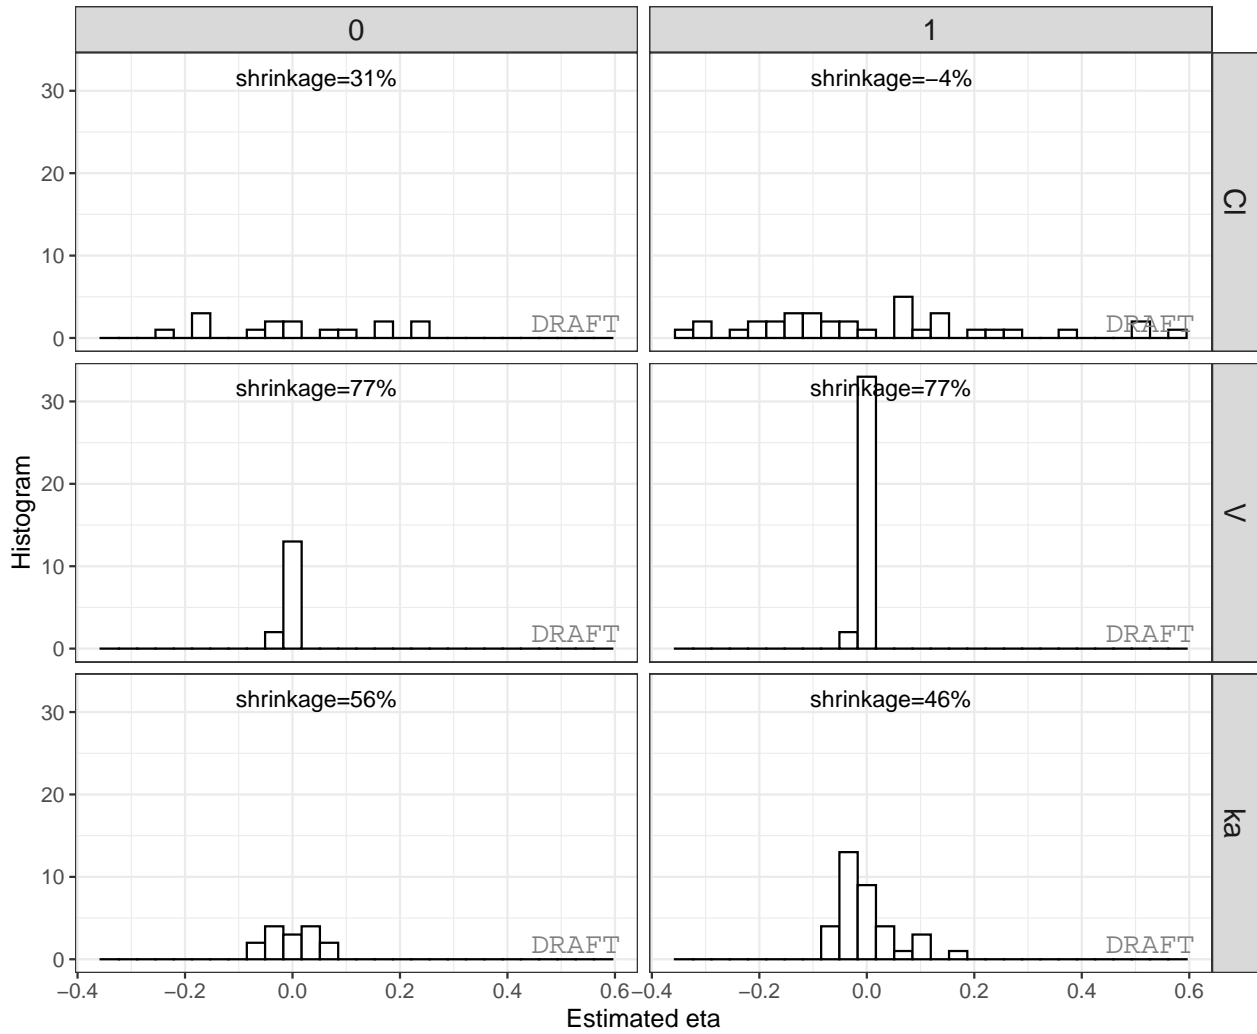 0 1
shrinkage=31% shrinkage=−4%
30
20
10
0
DRAFT DRAFT
Cl
shrinkage=77% shrinkage=77%
30
20
10
0
DRAFT DRAFT
V
Histogram
shrinkage=56% shrinkage=46%
30
20
10
0
DRAFT DRAFT
ka
−0.4 −0.2 0.0 0.2 0.4 0.6 −0.4 −0.2 0.0 0.2 0.4 0.6
Estimated eta